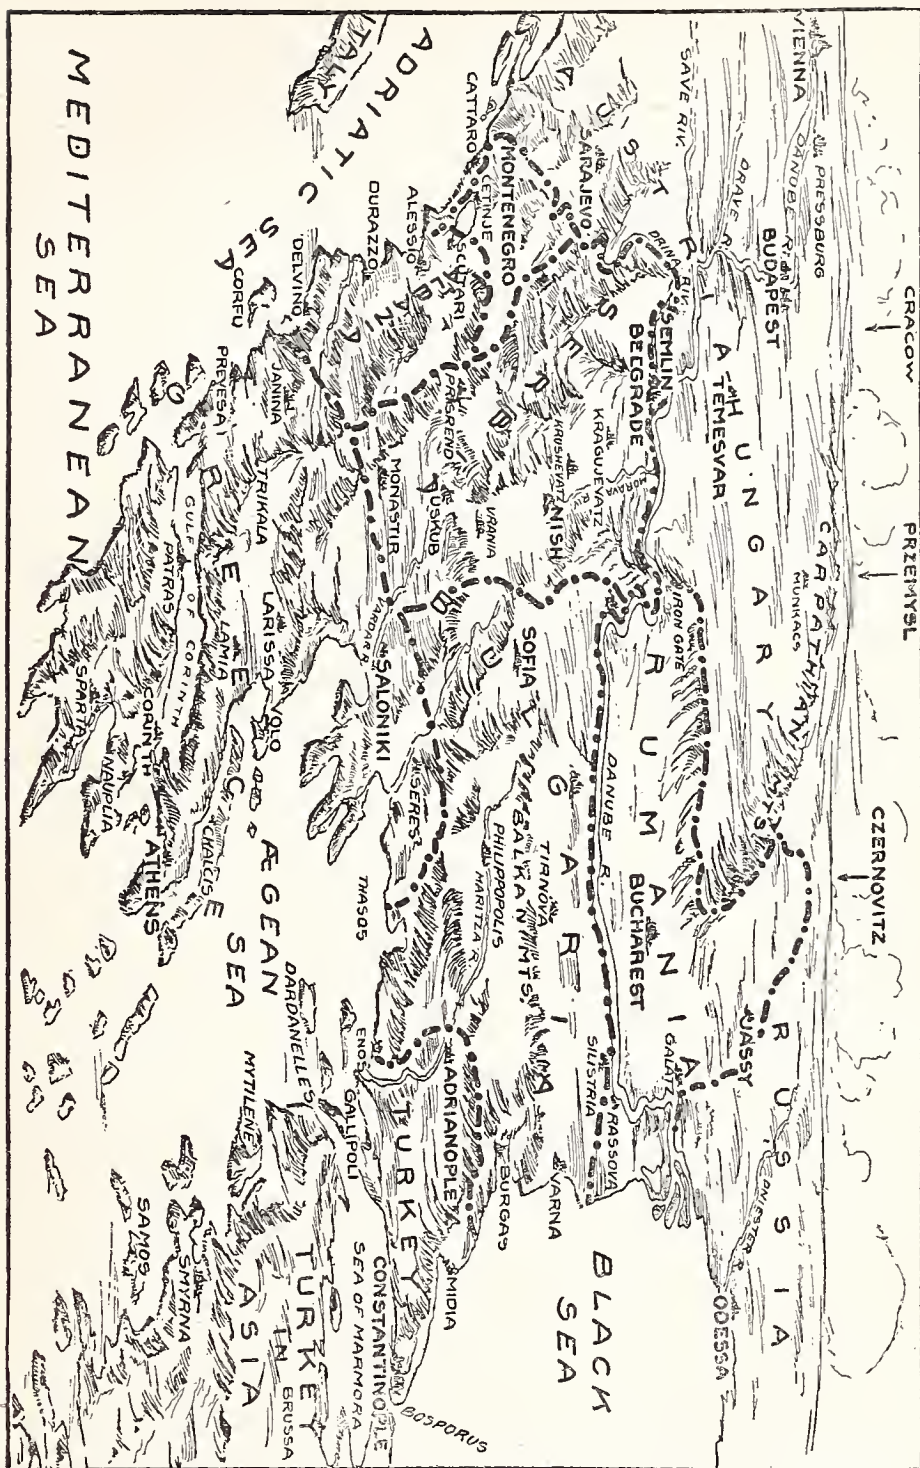 CRACOW
PRZEMYSL
CZERNOVITZ
VIENNA
PRESSBURG
DANUBE R.
BUDAPEST
DRAVE R.
SAVE RIV.
AUSTRIA
HUNGARY
TEMESVAR
MUNKACS
CARPATHIAN MTS
RUSSIA
DNIESTER R.
ODESSA
JASSY
GALATZ
RUMANIA
BUCHAREST
IRON GATE
DRINA RIV.
SEMLIN
BELGRADE
SARAJEVO
SERBIA
KRAGUJEVATZ
MORAVA R.
KRUSHEVATZ
NISH
VRANIA
USKUB
PRISREND
DANUBE R.
SILISTRIA
RASSOVA
BLACK SEA
VARNA
BURGAS
BULGARIA
SOFIA
TIRNOVA
BALKAN MTS.
PHILIPPOPOLIS
MARITZA R.
MONTENEGRO
CETINJE
CATTARO
SCUTARI
ALESSIO
DURAZZO
ALBANIA
ADRIATIC SEA
ITALY
MONASTIR
VARDAR R.
SALONIKI
SERES
THASOS
ADRIANOPLE
MIDIA
TURKEY
ENOS
GALLIPOLI
DARDANELLES
CONSTANTINOPLE
SEA OF MARMORA
BOSPORUS
BRUSSA
TURKEY IN ASIA
DELVINO
CORFU
JANINA
PREVESA
TRIKALA
LARISSA
VOLO
GREECE
LAMIA
GULF OF CORINTH
PATRAS
CORINTH
CHALCIS
ATHENS
NAUPLIA
SPARTA
ÆGEAN SEA
MYTILENE
SMYRNA
SAMOS
MEDITERRANEAN SEA